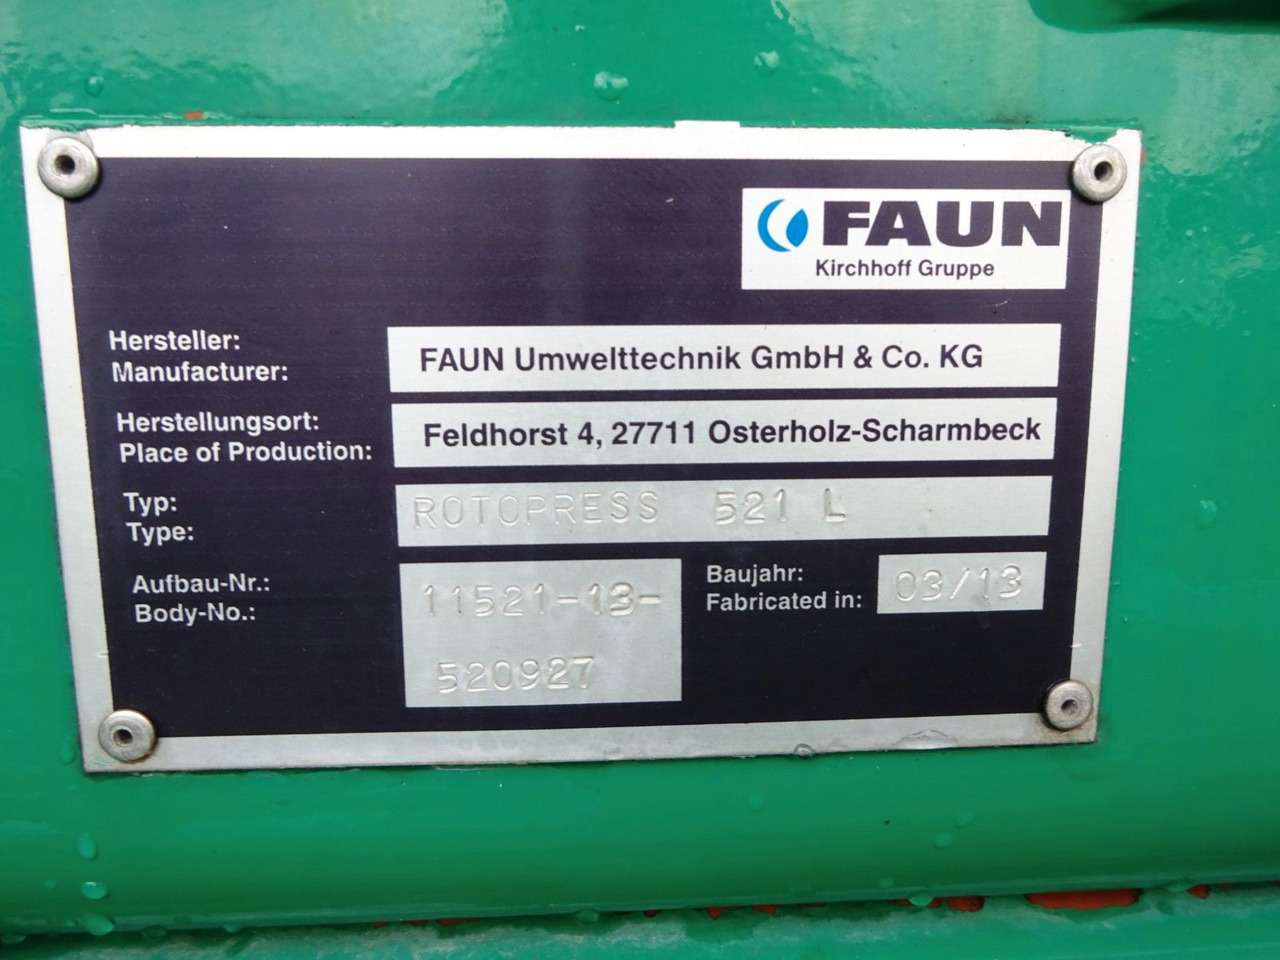 FAUN
Kirchhoff Gruppe
Hersteller:
Manufacturer:
FAUN Umwelttechnik GmbH & Co. KG
Herstellungsort:
Place of Production:
Feldhorst 4, 27711 Osterholz-Scharmbeck
Typ:
Type:
ROTOPRESS 521 L
Aufbau-Nr.:
Body-No.:
11521-13-
520927
Baujahr:
Fabricated in:
03/13